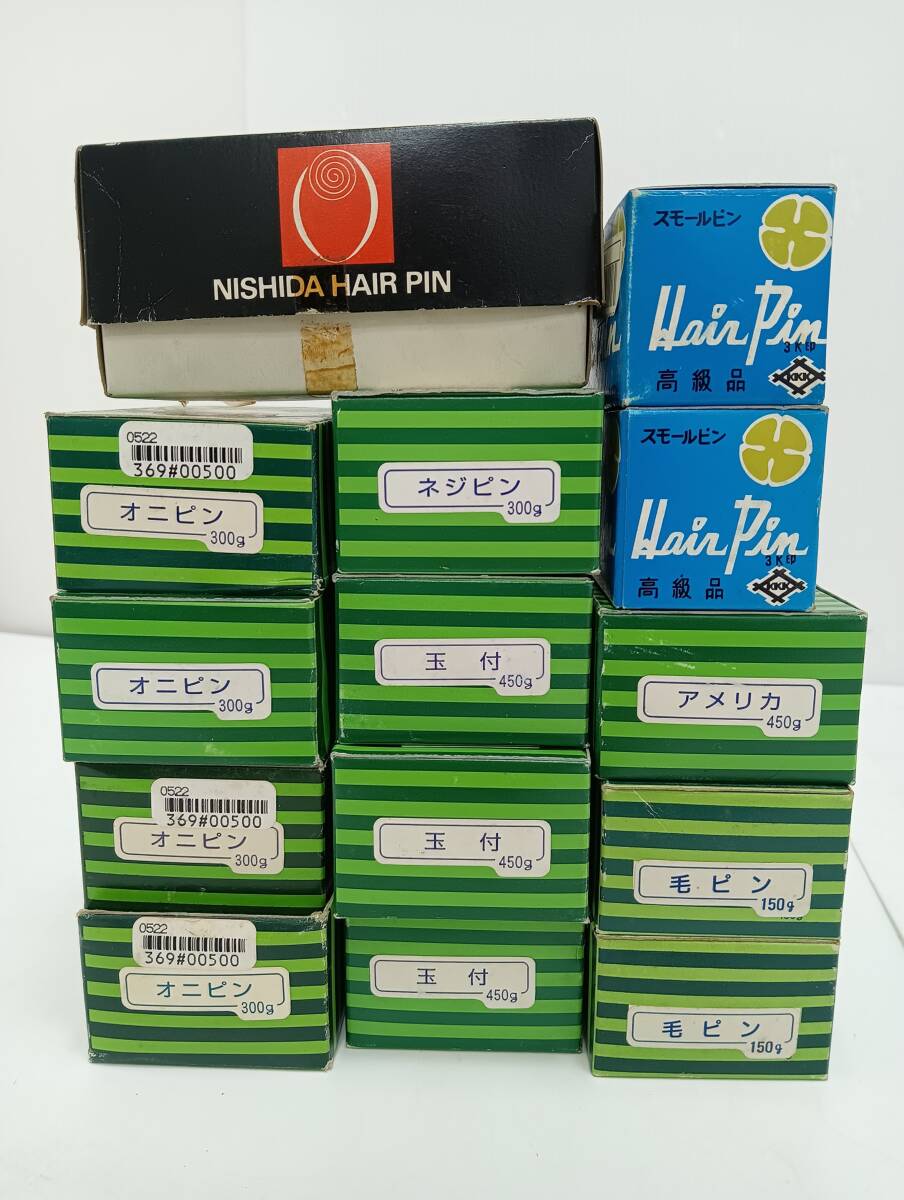 NISHIDA HAIR PIN
スモールピン
Hair Pin
3K印
高級品
KKK
スモールピン
Hair Pin
3K印
高級品
KKK
0522
369#00500
オニピン
300g
ネジピン
300g
オニピン
300g
玉付
450g
アメリカ
450g
0522
369#00500
オニピン
300g
玉付
450g
毛ピン
150g
0522
369#00500
オニピン
300g
玉付
450g
毛ピン
150g